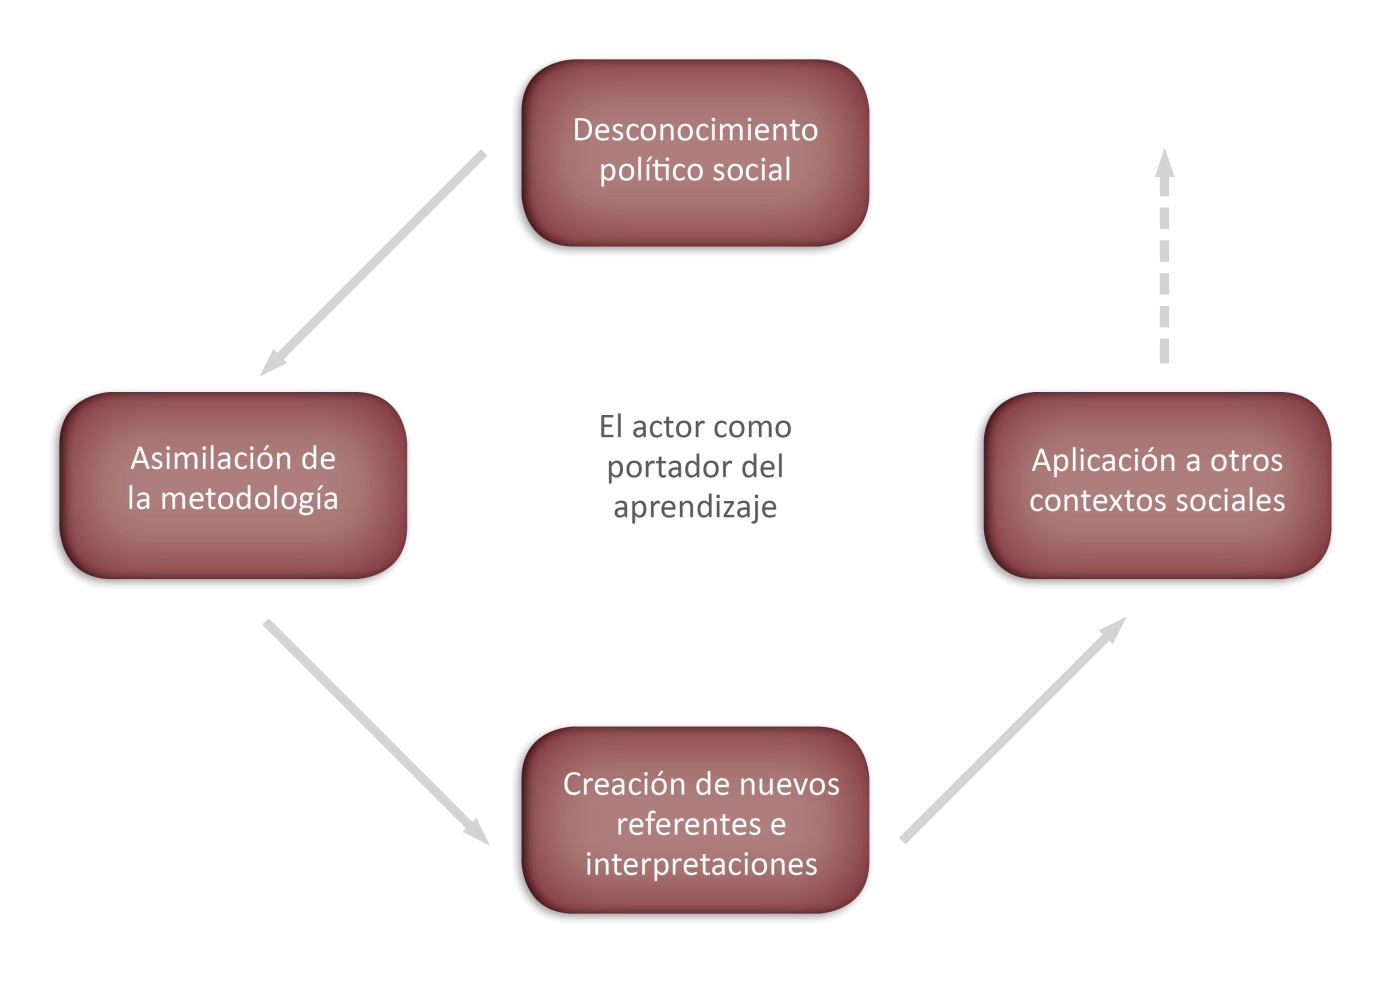 Desconocimiento
político social
Asimilación de
la metodología
El actor como
portador del
aprendizaje
Aplicación a otros
contextos sociales
Creación de nuevos
referentes e
interpretaciones